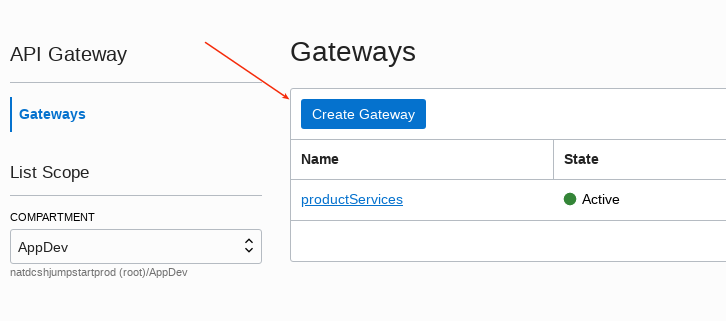 API Gateway
Gateways
List Scope
COMPARTMENT
AppDev
natdcshjumpstartprod (root)/AppDev
Gateways
Create Gateway
Name State
productServices Active